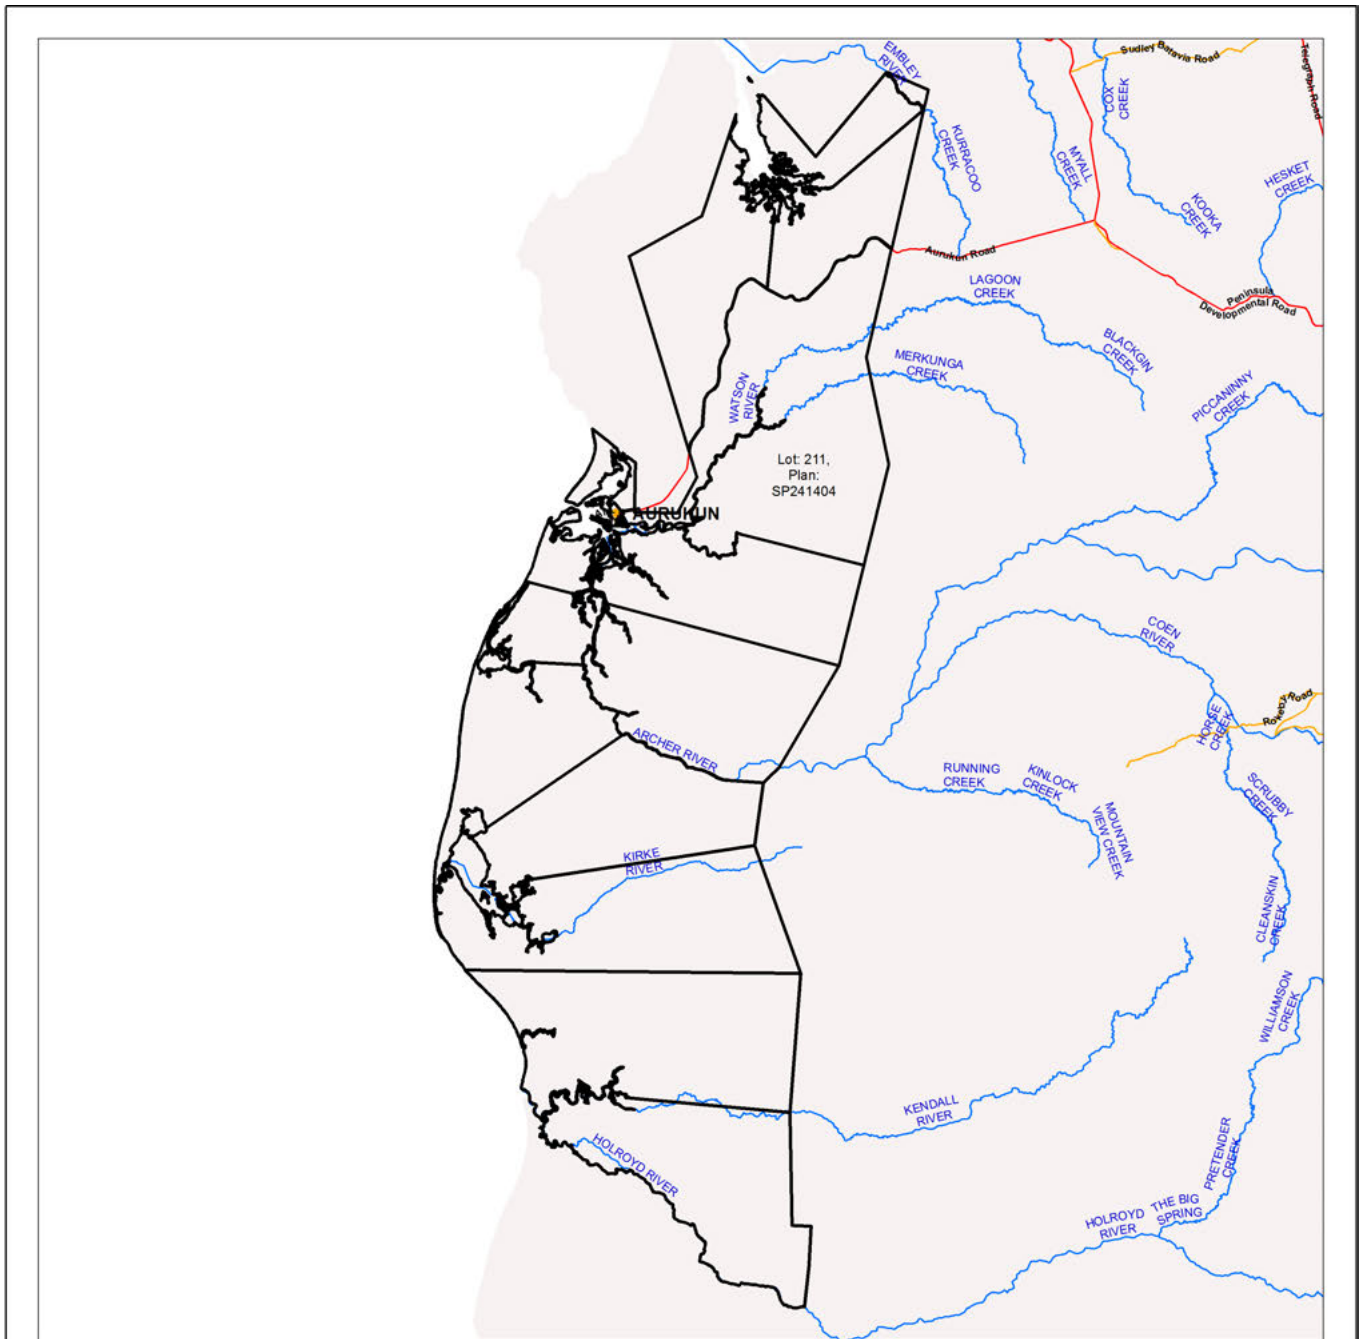 EMBLEY
RIVER
Sudley Batavia Road
Telegraph Road
COX
CREEK
KURRACOO
CREEK
MYALL
CREEK
HESKET
CREEK
KOOKA
CREEK
Aurukun Road
LAGOON
CREEK
Peninsula
Developmental Road
BLACKGIN
CREEK
MERKUNGA
CREEK
WATSON
RIVER
PICCANINNY
CREEK
Lot: 211,
Plan:
SP241404
AURUKUN
COEN
RIVER
Rokeby Road
HORSE
CREEK
ARCHER RIVER
RUNNING
CREEK
KINLOCK
CREEK
SCRUBBY
CREEK
MOUNTAIN
VIEW CREEK
KIRKE
RIVER
CLEANSKIN
CREEK
WILLIAMSON
CREEK
KENDALL
RIVER
HOLROYD RIVER
PRETENDER
CREEK
THE BIG
SPRING
HOLROYD
RIVER